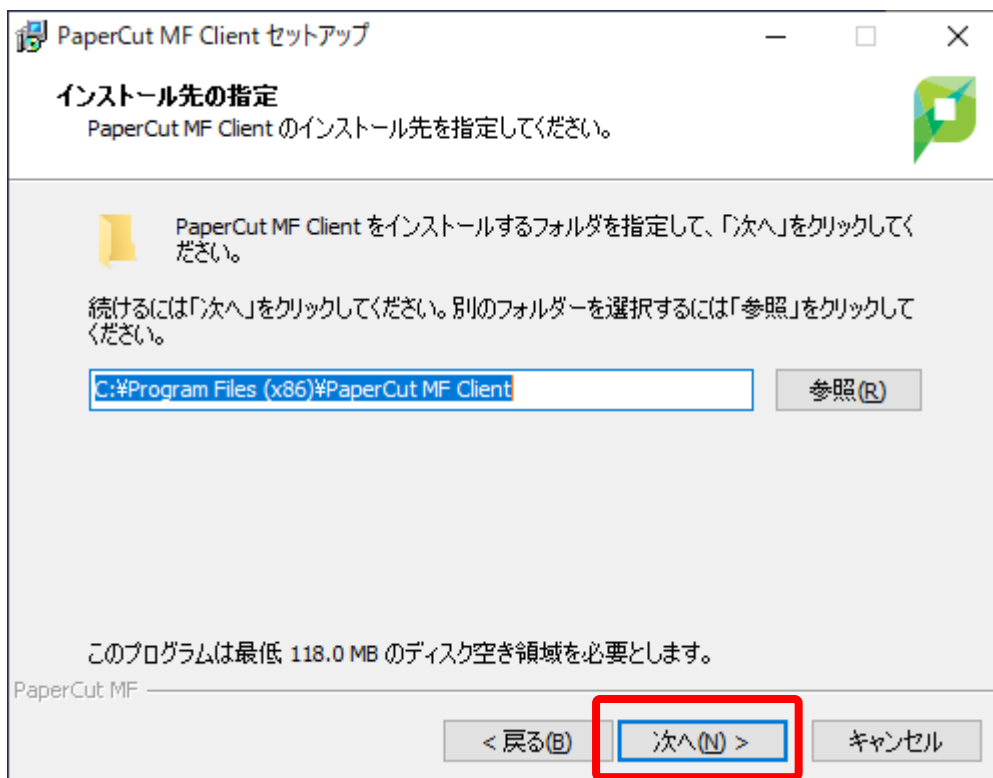 PaperCut MF Client セットアップ
インストール先の指定
PaperCut MF Client のインストール先を指定してください。
PaperCut MF Client をインストールするフォルダを指定して、「次へ」をクリックしてく
ださい。
続けるには「次へ」をクリックしてください。別のフォルダーを選択するには「参照」をクリックして
ください。
C:¥Program Files (x86)¥PaperCut MF Client
参照(R)
このプログラムは最低 118.0 MB のディスク空き領域を必要とします。
PaperCut MF
< 戻る(B)
次へ(N) >
キャンセル